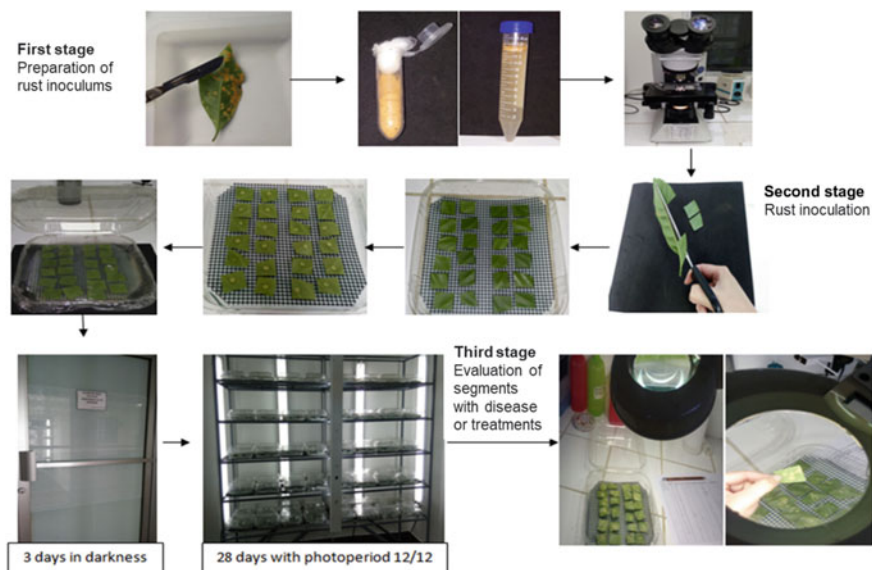 First stage
Preparation of
rust inoculums
Second stage
Rust inoculation
Third stage
Evaluation of
segments
with disease
or treatments
3 days in darkness
28 days with photoperiod 12/12